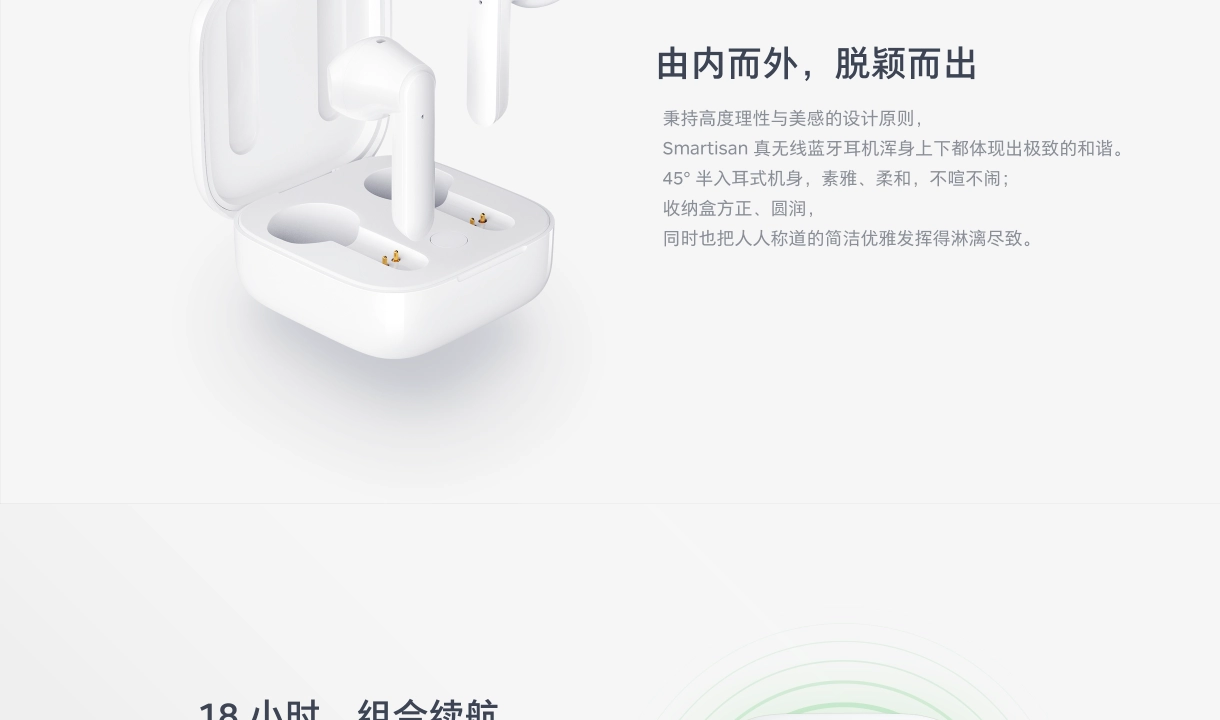 由内而外，脱颖而出
秉持高度理性与美感的设计原则，
Smartisan 真无线蓝牙耳机浑身上下都体现出极致的和谐。
45° 半入耳式机身，素雅、柔和，不喧不闹；
收纳盒方正、圆润，
同时也把人人称道的简洁优雅发挥得淋漓尽致。
18 小时，组合续航